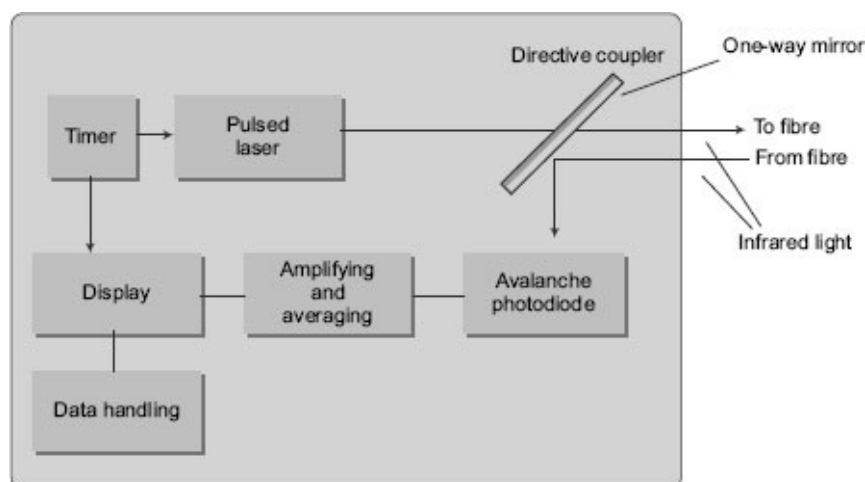 Directive coupler
One-way mirror
Timer
Pulsed
laser
To fibre
From fibre
Infrared light
Display
Amplifying
and
averaging
Avalanche
photodiode
Data handling